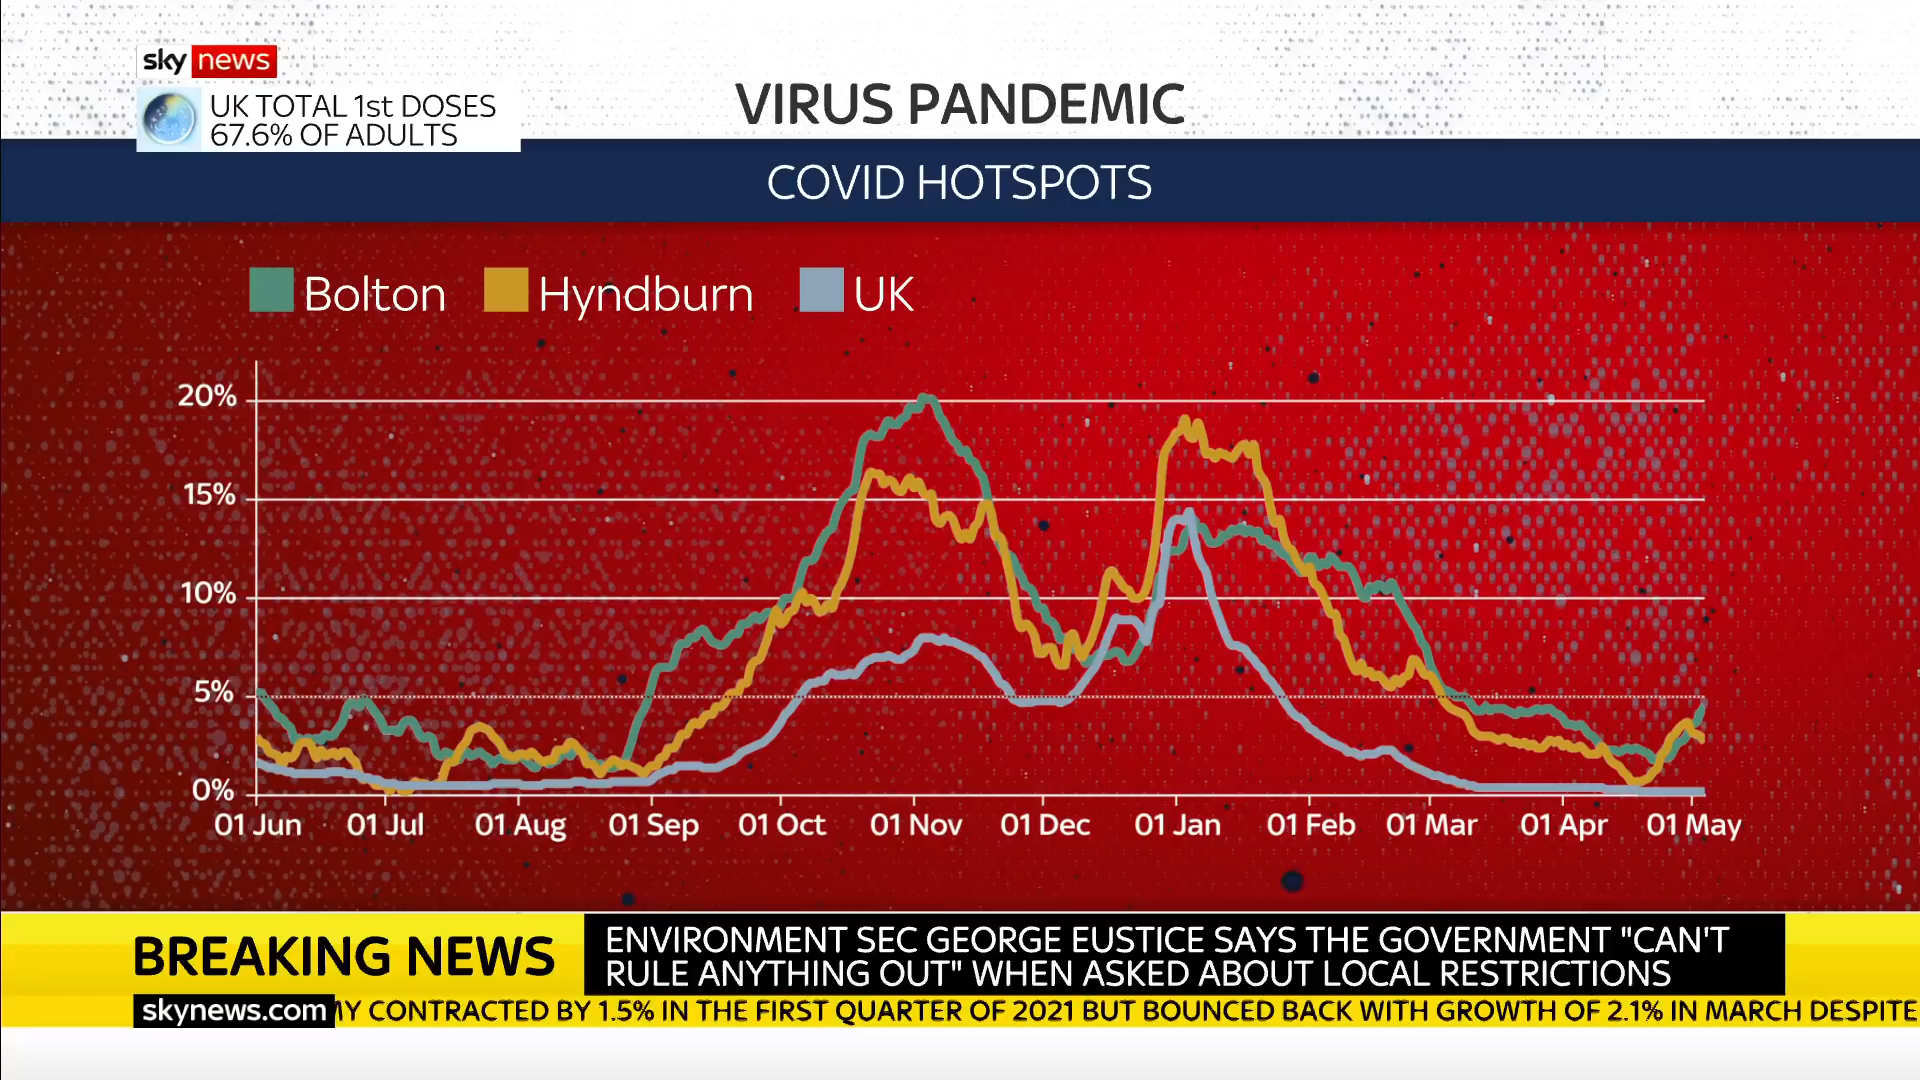 sky news
UK TOTAL 1st DOSES
67.6% OF ADULTS
VIRUS PANDEMIC
COVID HOTSPOTS
Bolton Hyndburn UK
20%
15%
10%
5%
0%
01 Jun 01 Jul 01 Aug 01 Sep 01 Oct 01 Nov 01 Dec 01 Jan 01 Feb 01 Mar 01 Apr 01 May
BREAKING NEWS
ENVIRONMENT SEC GEORGE EUSTICE SAYS THE GOVERNMENT "CAN'T
RULE ANYTHING OUT" WHEN ASKED ABOUT LOCAL RESTRICTIONS
skynews.com MY CONTRACTED BY 1.5% IN THE FIRST QUARTER OF 2021 BUT BOUNCED BACK WITH GROWTH OF 2.1% IN MARCH DESPITE